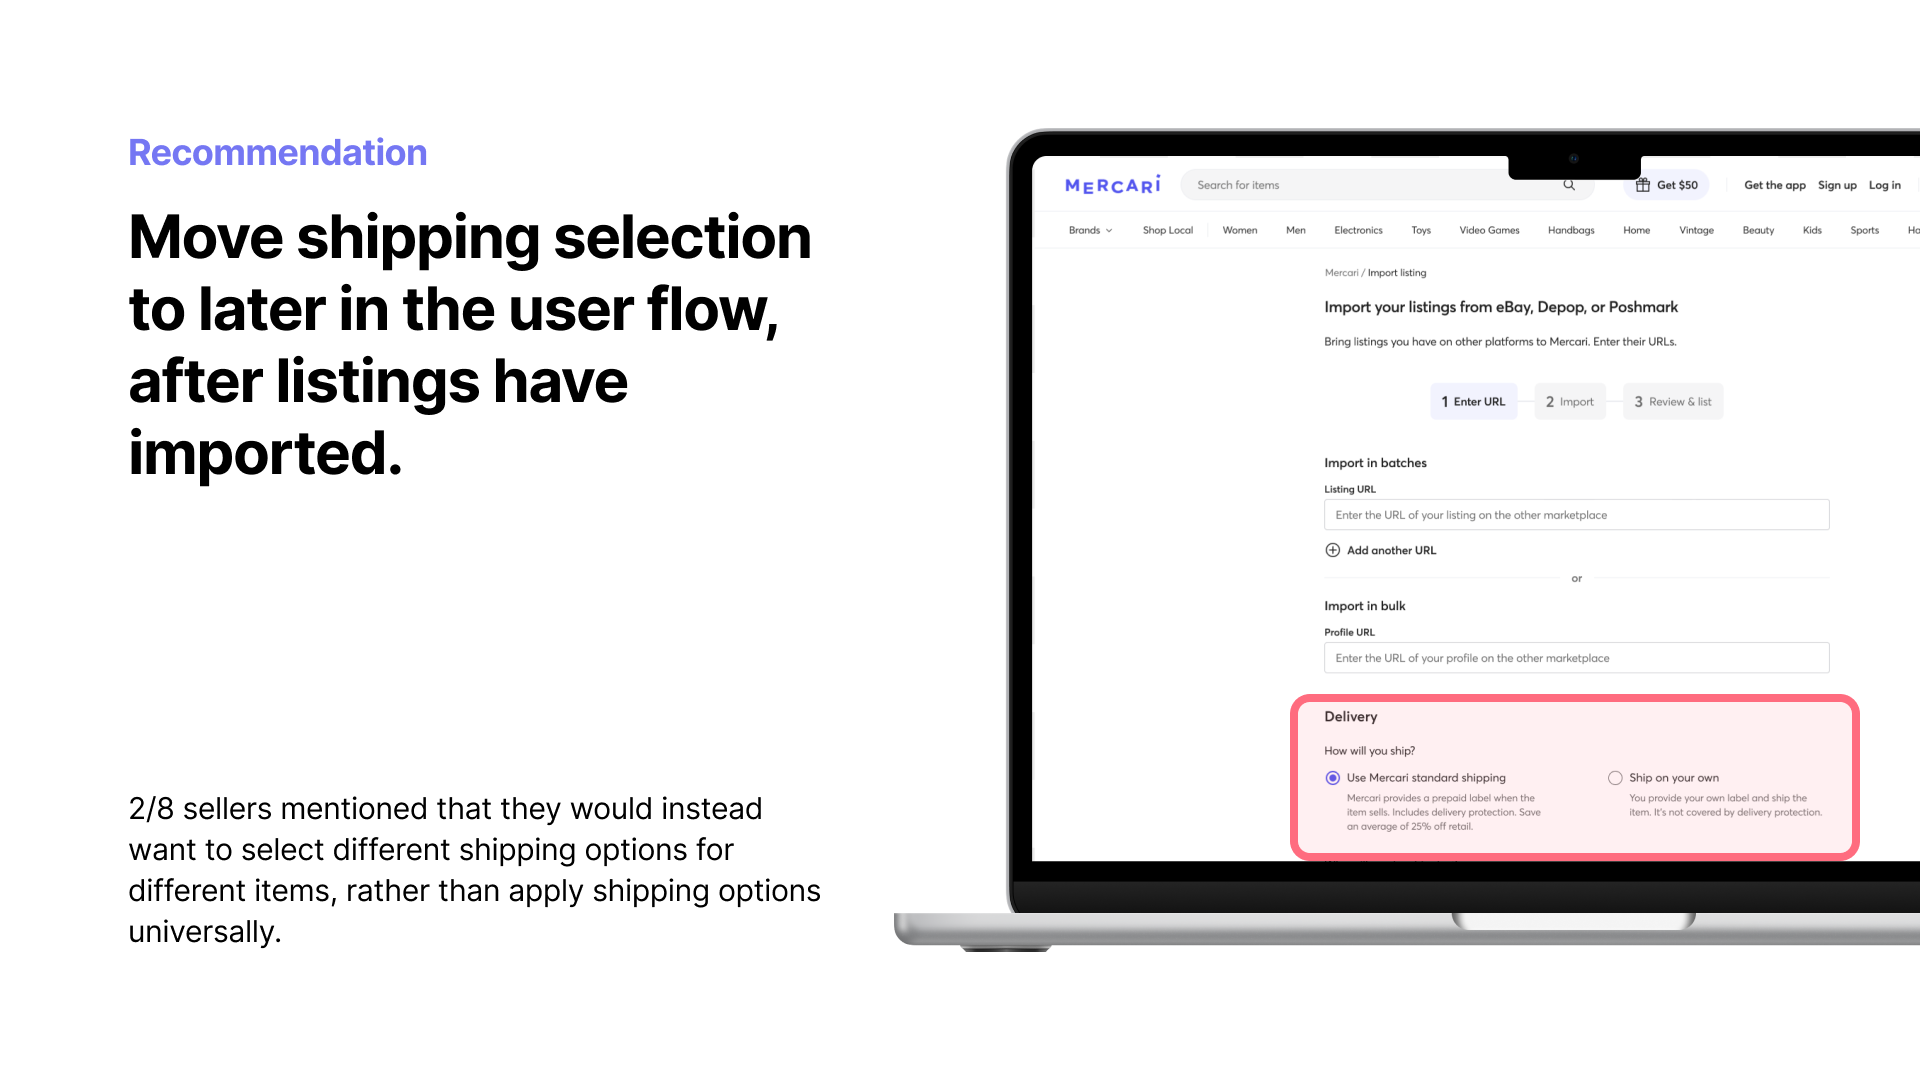 Recommendation
Move shipping selection
to later in the user flow,
after listings have
imported.
2/8 sellers mentioned that they would instead
want to select different shipping options for
different items, rather than apply shipping options
universally.
MERCARI
Search for items
Get $50
Get the app
Sign up
Log in
Brands
Shop Local
Women
Men
Electronics
Toys
Video Games
Handbags
Home
Vintage
Beauty
Kids
Sports
Mercari / Import listing
Import your listings from eBay, Depop, or Poshmark
Bring listings you have on other platforms to Mercari. Enter their URLs.
1 Enter URL
2 Import
3 Review & list
Import in batches
Listing URL
Enter the URL of your listing on the other marketplace
Add another URL
or
Import in bulk
Profile URL
Enter the URL of your profile on the other marketplace
Delivery
How will you ship?
Use Mercari standard shipping
Mercari provides a prepaid label when the
item sells. Includes delivery protection. Save
an average of 25% off retail.
Ship on your own
You provide your own label and ship the
item. It's not covered by delivery protection.